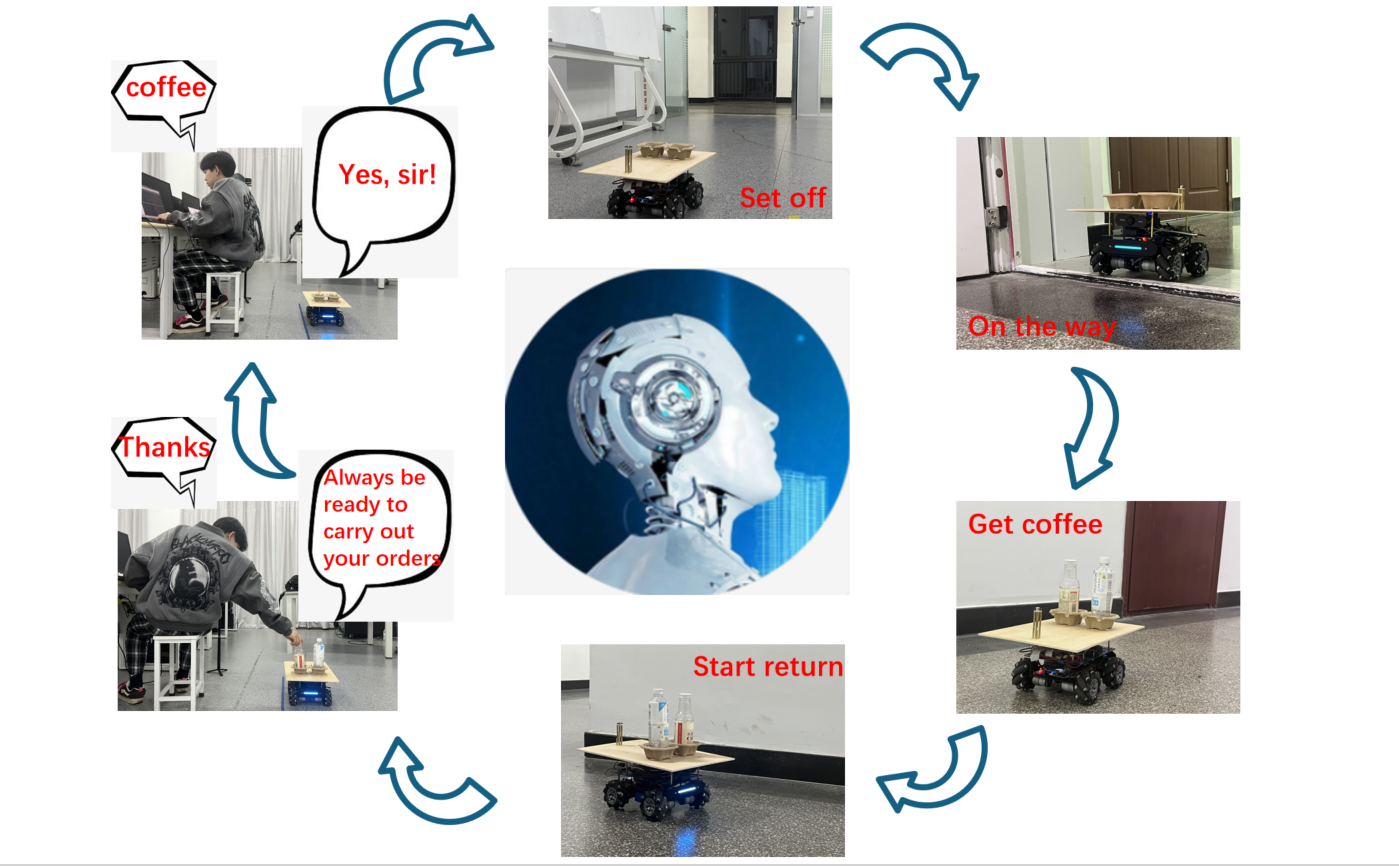 coffee
Yes, sir!
Set off
On the way
Get coffee
Start return
Thanks
Always be
ready to
carry out
your orders